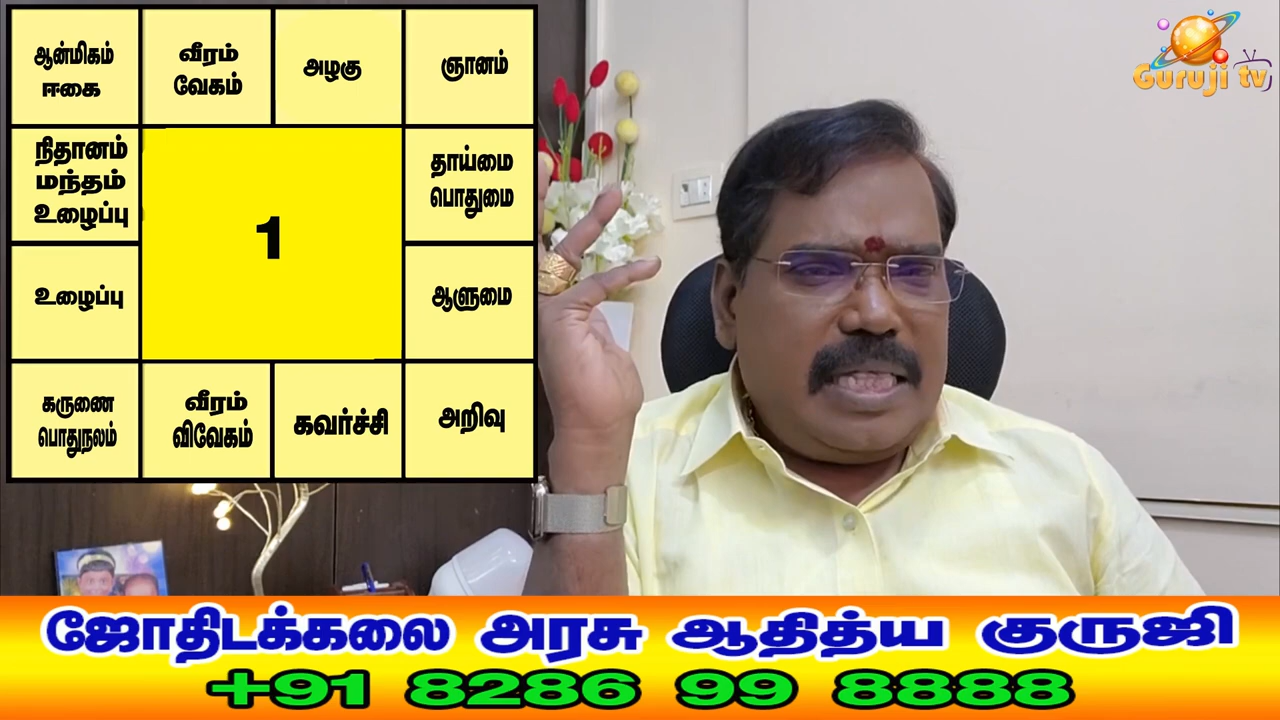 ஆன்மிகம்
ஈகை
வீரம்
வேகம்
அழகு
ஞானம்
Guruji tv
நிதானம்
மந்தம்
உழைப்பு
1
தாய்மை
பொதுமை
உழைப்பு
ஆளுமை
கருணை
பொதுநலம்
வீரம்
விவேகம்
கவர்ச்சி
அறிவு
ஜோதிடக்கலை அரசு ஆதித்ய குருஜி
+91 8286 99 8888